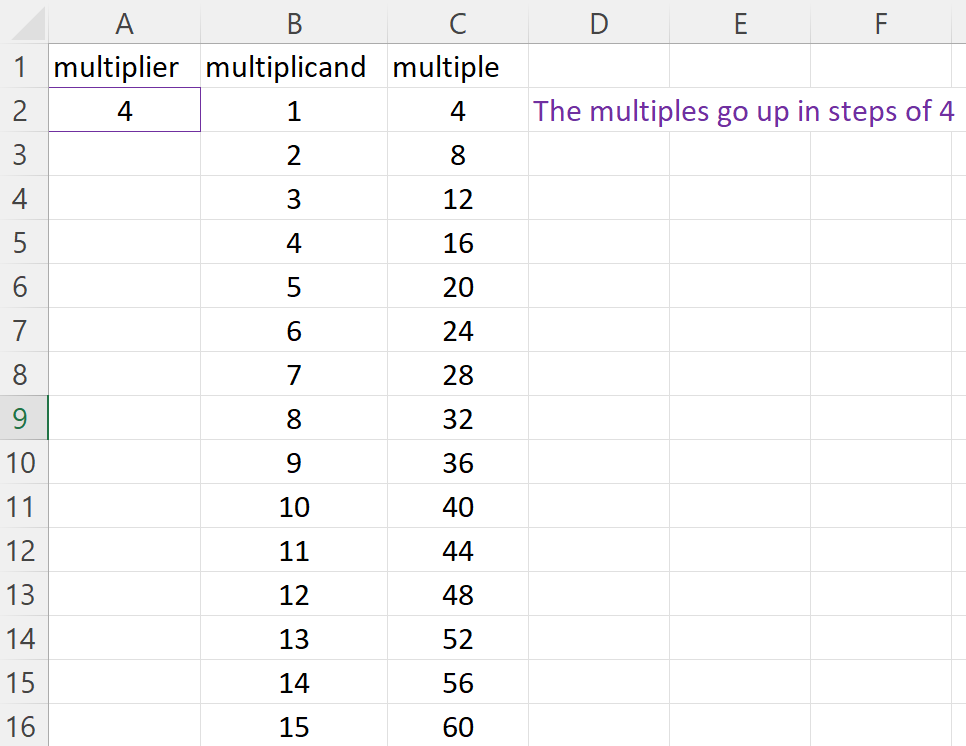 A B C D E F
1 multiplier multiplicand multiple
2 4 1 4 The multiples go up in steps of 4
3 2 8
4 3 12
5 4 16
6 5 20
7 6 24
8 7 28
9 8 32
10 9 36
11 10 40
12 11 44
13 12 48
14 13 52
15 14 56
16 15 60